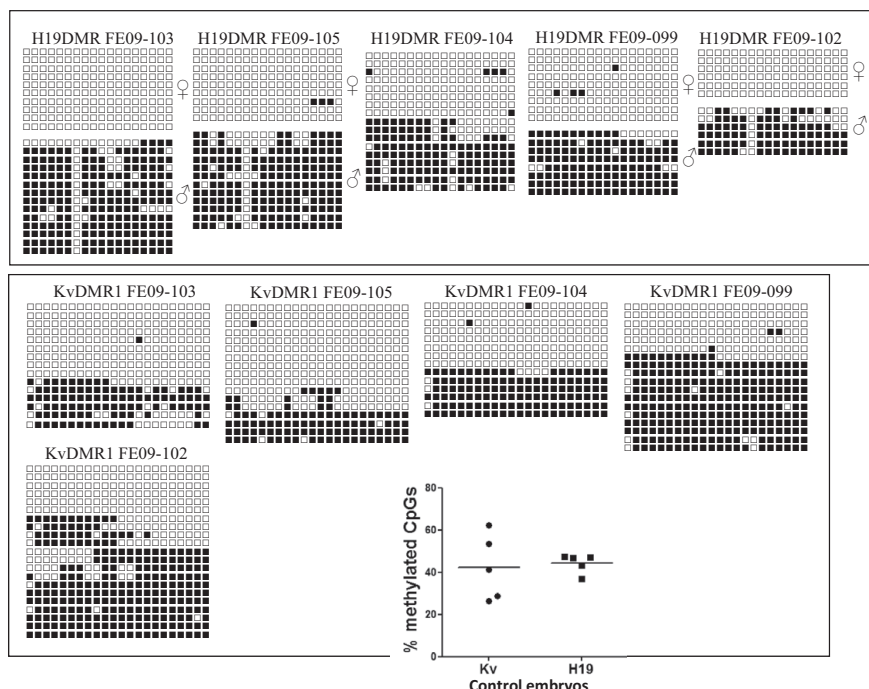 H19DMR FE09-103
H19DMR FE09-105
H19DMR FE09-104
H19DMR FE09-099
H19DMR FE09-102
♀
♀
♀
♀
♂
♂
♂
♂
KvDMR1 FE09-103
KvDMR1 FE09-105
KvDMR1 FE09-104
KvDMR1 FE09-099
KvDMR1 FE09-102
% methylated CpGs
80
60
40
20
0
Kv H19
Control embryos